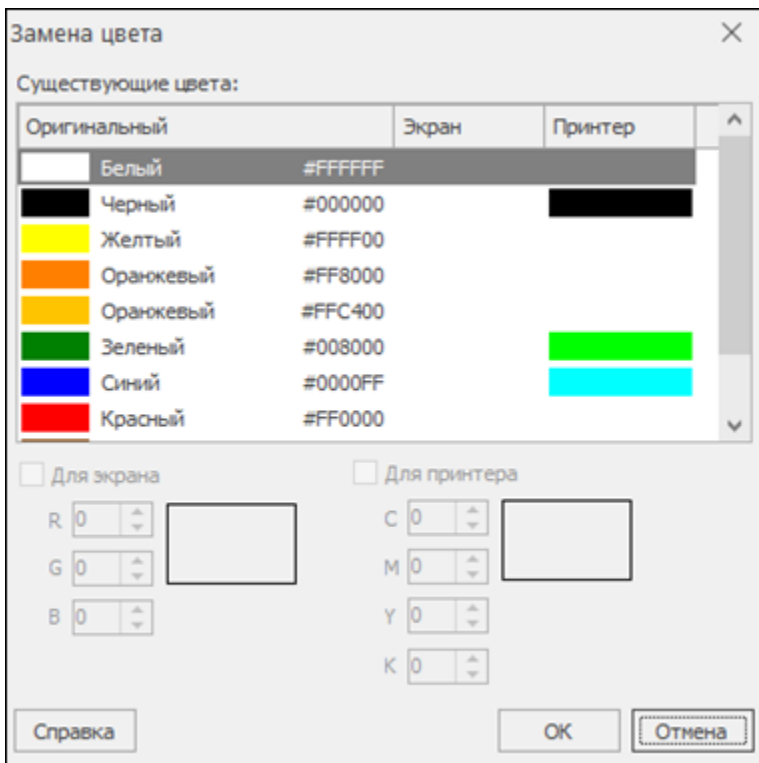 Замена цвета
Существующие цвета:
Оригинальный Экран Принтер
Белый #FFFFFF
Черный #000000
Желтый #FFFF00
Оранжевый #FF8000
Оранжевый #FFC400
Зеленый #008000
Синий #0000FF
Красный #FF0000
Для экрана Для принтера
R 0 C 0
G 0 M 0
B 0 Y 0
K 0
Справка OK Отмена